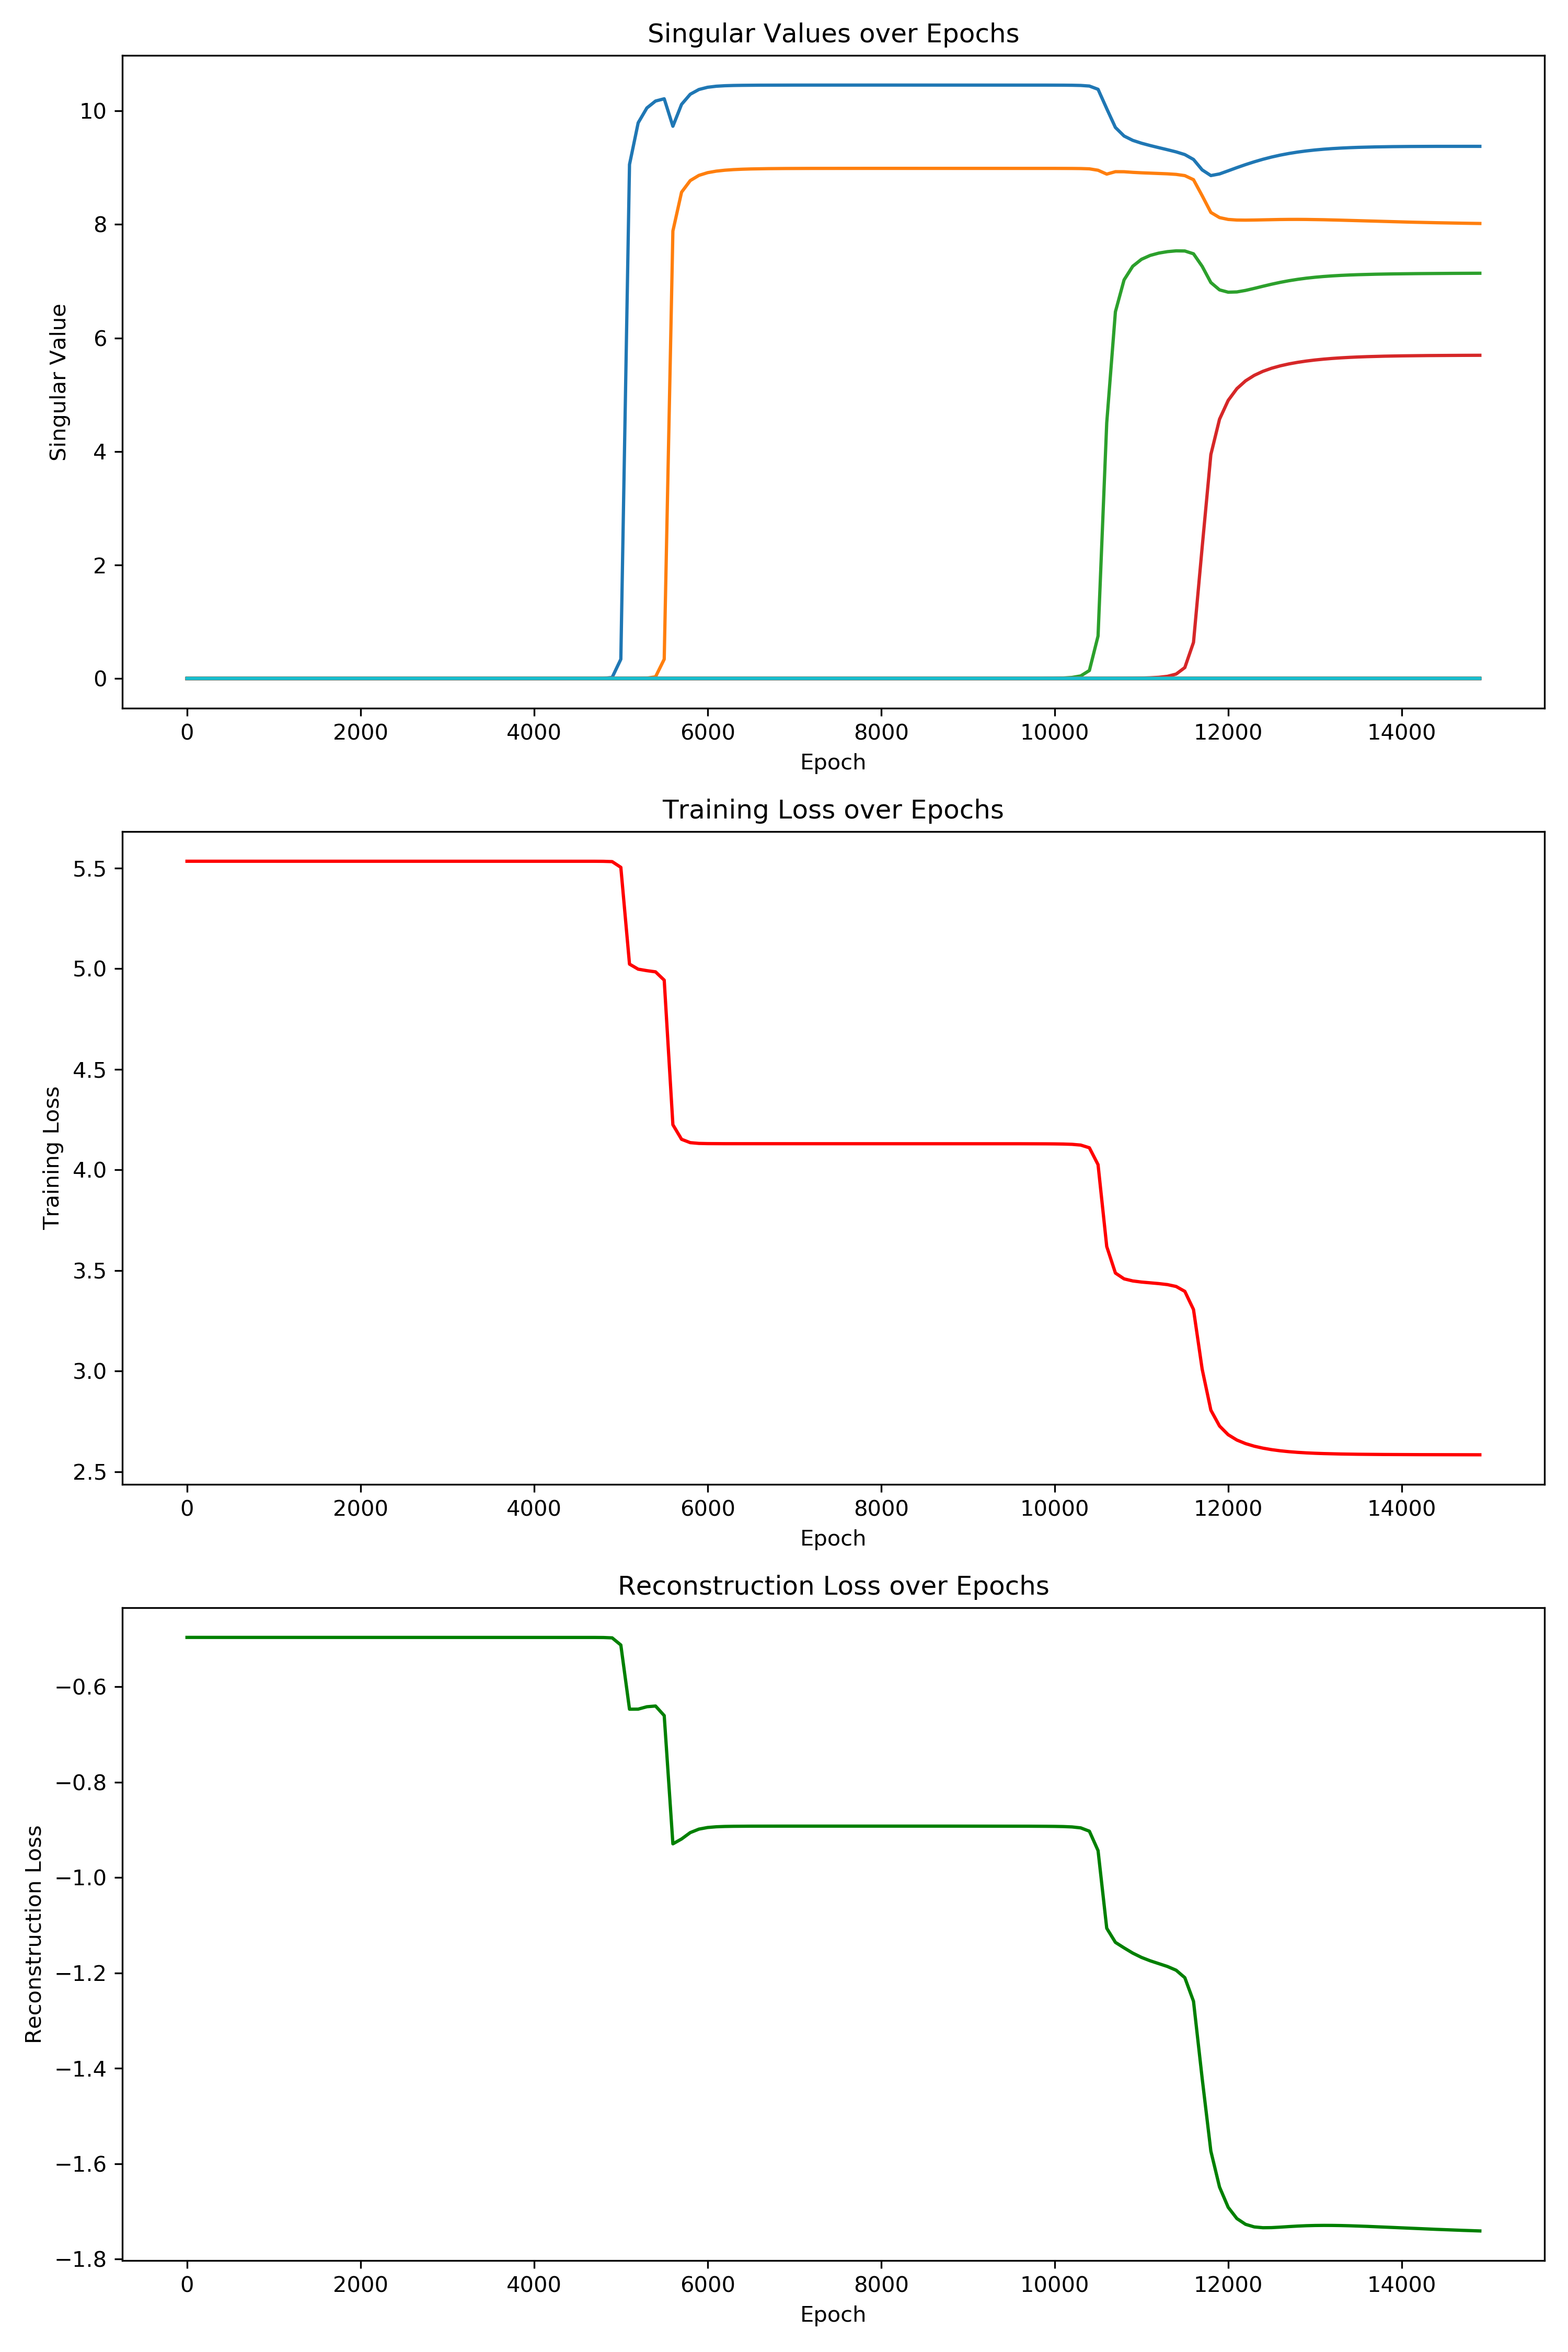 Singular Values over Epochs
10
8
6
4
2
0
Singular Value
0 2000 4000 6000 8000 10000 12000 14000
Epoch
Training Loss over Epochs
5.5
5.0
4.5
4.0
3.5
3.0
2.5
Training Loss
0 2000 4000 6000 8000 10000 12000 14000
Epoch
Reconstruction Loss over Epochs
−0.6
−0.8
−1.0
−1.2
−1.4
−1.6
−1.8
Reconstruction Loss
0 2000 4000 6000 8000 10000 12000 14000
Epoch